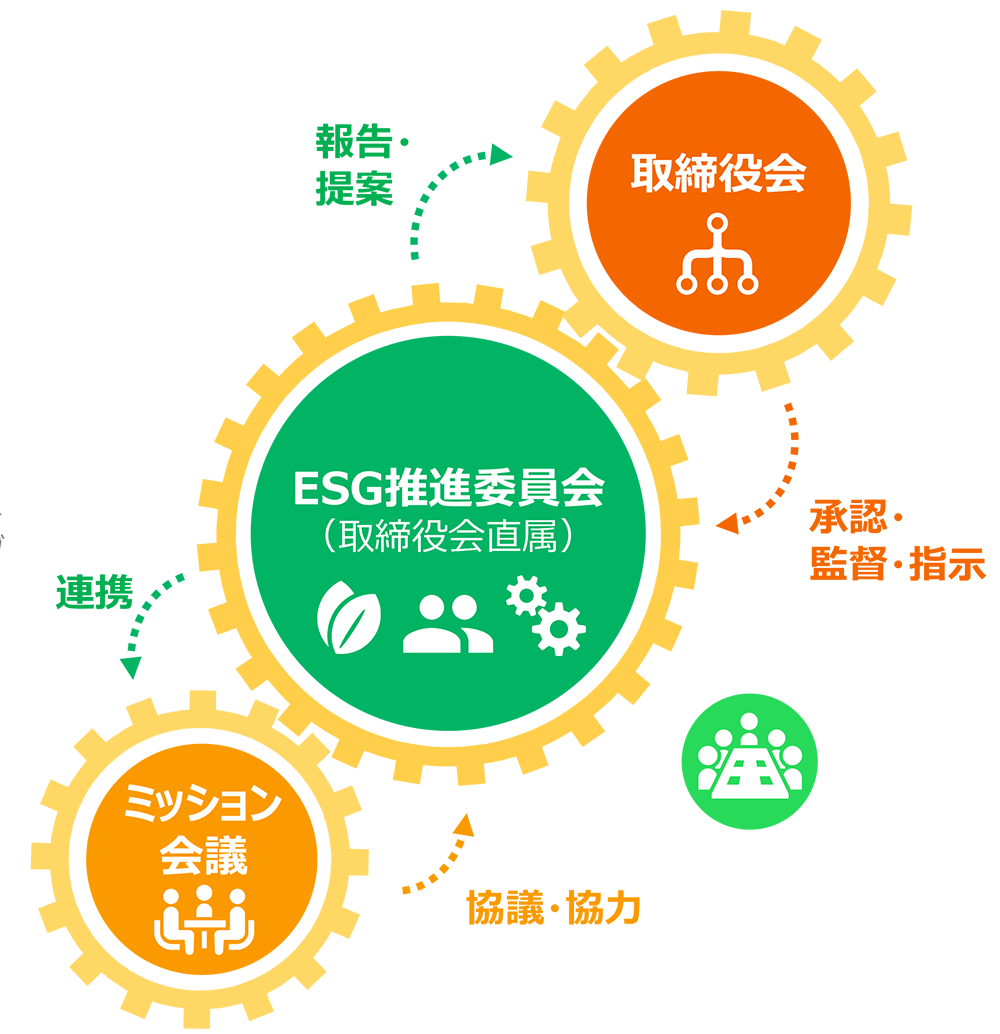 報告・
提案
取締役会
ESG推進委員会
（取締役会直属）
承認・
監督・指示
連携
ミッション
会議
協議・協力